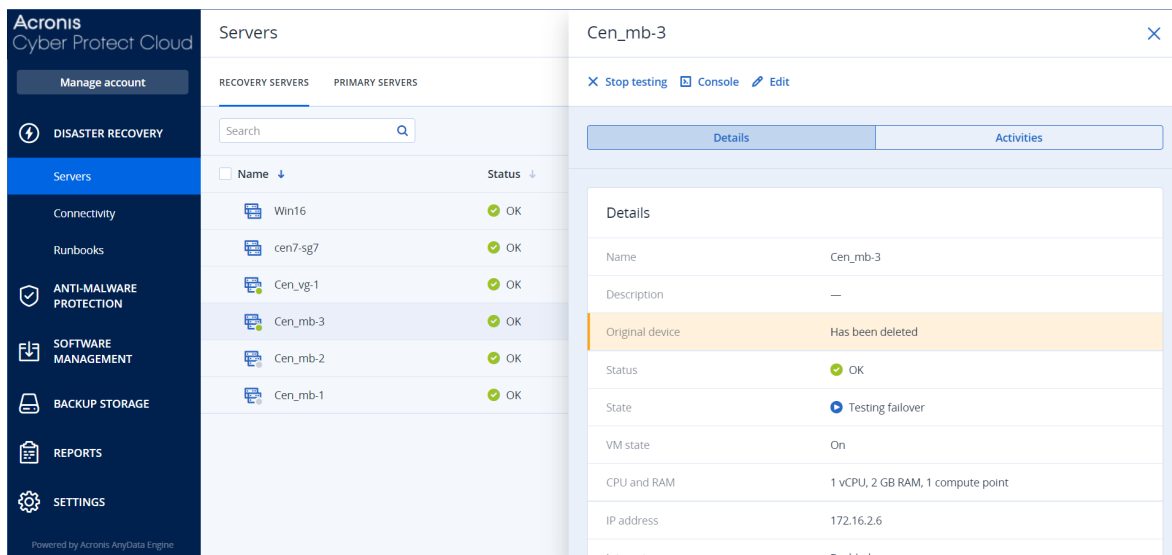 Acronis
Cyber Protect Cloud
Manage account
DISASTER RECOVERY
Servers
Connectivity
Runbooks
ANTI-MALWARE
PROTECTION
SOFTWARE
MANAGEMENT
BACKUP STORAGE
REPORTS
SETTINGS
Powered by Acronis AnyData Engine
Servers
RECOVERY SERVERS PRIMARY SERVERS
Search
Name Status
Win16 OK
cen7-sg7 OK
Cen_vg-1 OK
Cen_mb-3 OK
Cen_mb-2 OK
Cen_mb-1 OK
Cen_mb-3
Stop testing Console Edit
Details Activities
Details
Name Cen_mb-3
Description —
Original device Has been deleted
Status OK
State Testing failover
VM state On
CPU and RAM 1 vCPU, 2 GB RAM, 1 compute point
IP address 172.16.2.6